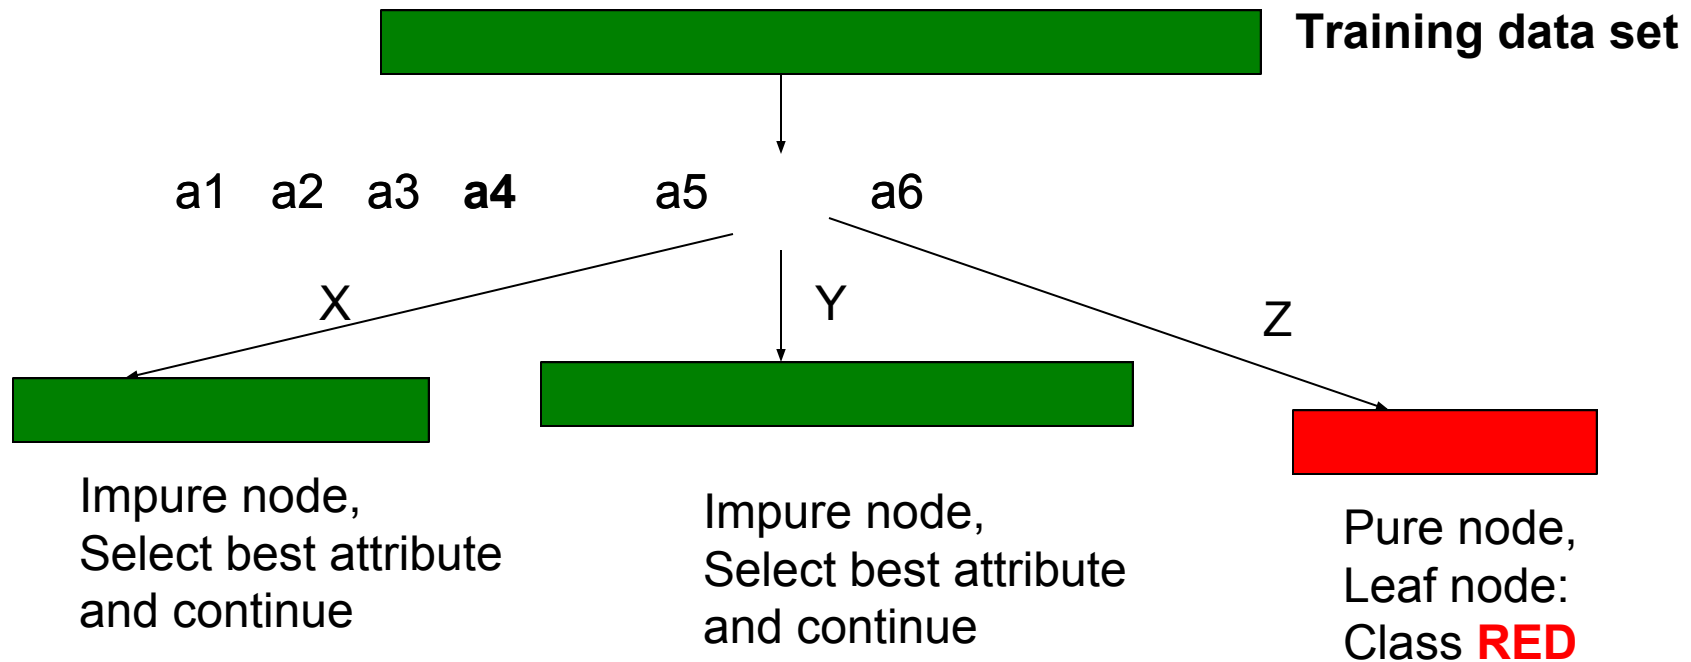 Training data set
a1 a2 a3 a4 a5 a6
X Y Z
Impure node,
Select best attribute
and continue
Impure node,
Select best attribute
and continue
Pure node,
Leaf node:
Class RED